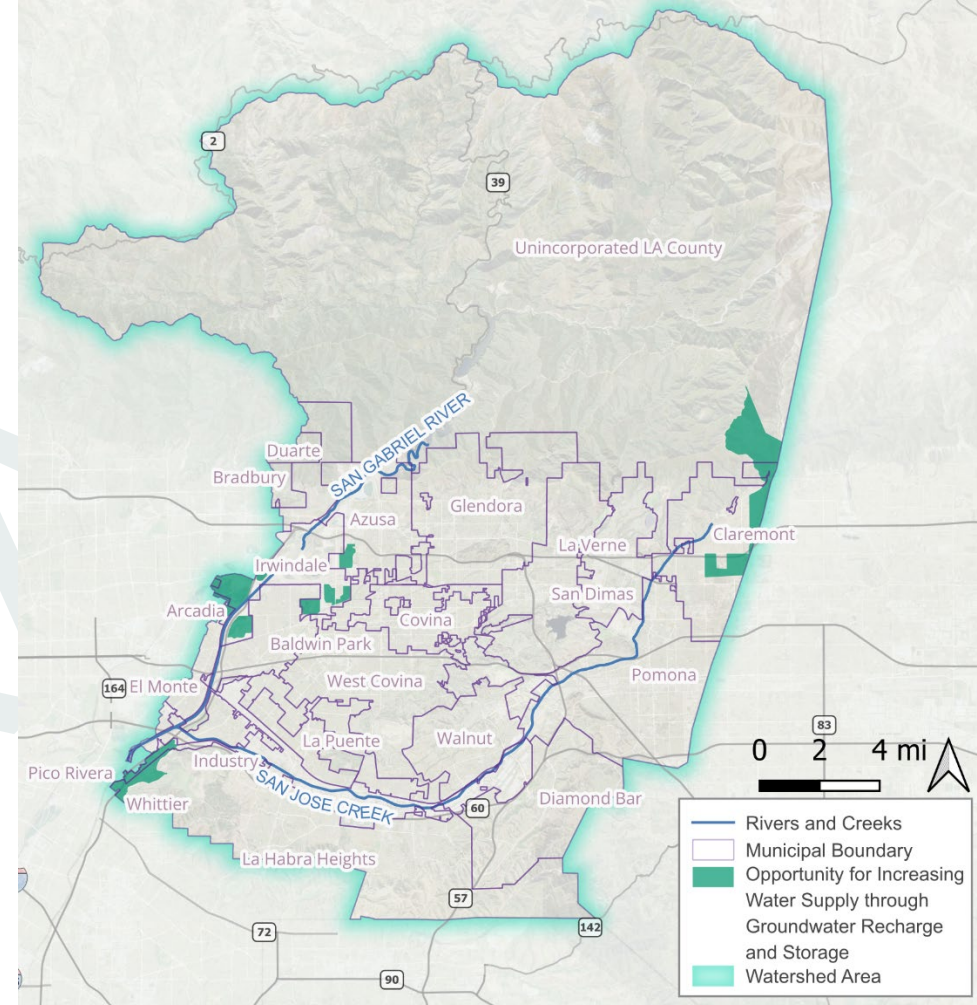 2
39
Unincorporated LA County
SAN GABRIEL RIVER
Duarte
Bradbury
Glendora
Azusa
Claremont
La Verne
Irwindale
San Dimas
Arcadia
Covina
Baldwin Park
Pomona
West Covina
164
El Monte
83
Walnut
La Puente
0 2 4 mi
Industry
Pico Rivera
SAN JOSE CREEK
Diamond Bar
Whittier
60
Rivers and Creeks
Municipal Boundary
La Habra Heights
Opportunity for Increasing
Water Supply through
Groundwater Recharge
and Storage
Watershed Area
57
142
72
90